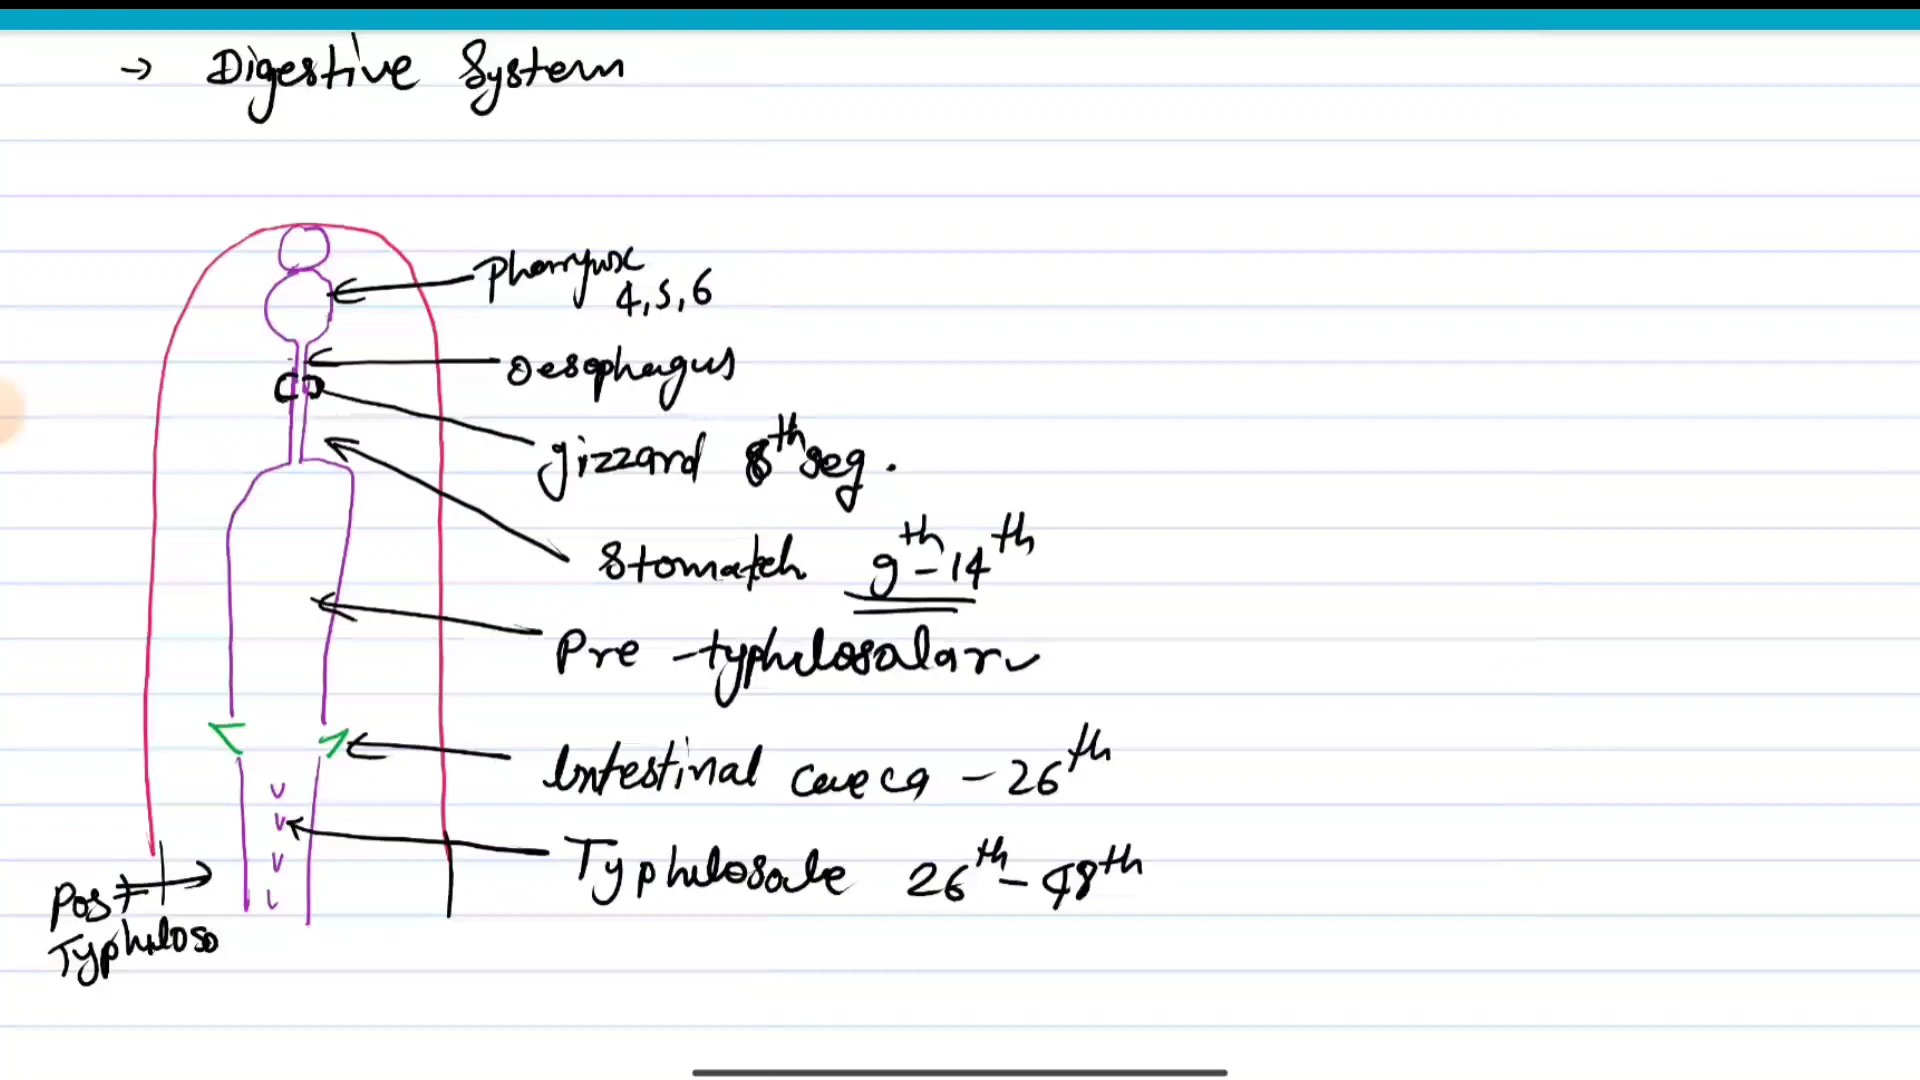 → Digestive System
Pharynx
4,5,6
Oesophagus
gizzard 8th seg.
Stomatch 9th-14th
Pre -typhlosalar
Intestinal caeca - 26th
Typhlosole 26th - 98th
Post
Typhloso